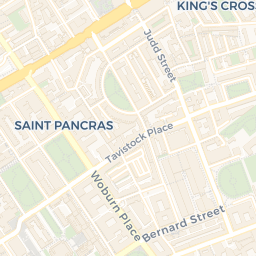 KING'S CROSS
Judd Street
SAINT PANCRAS
Tavistock Place
Woburn Place
Bernard Street